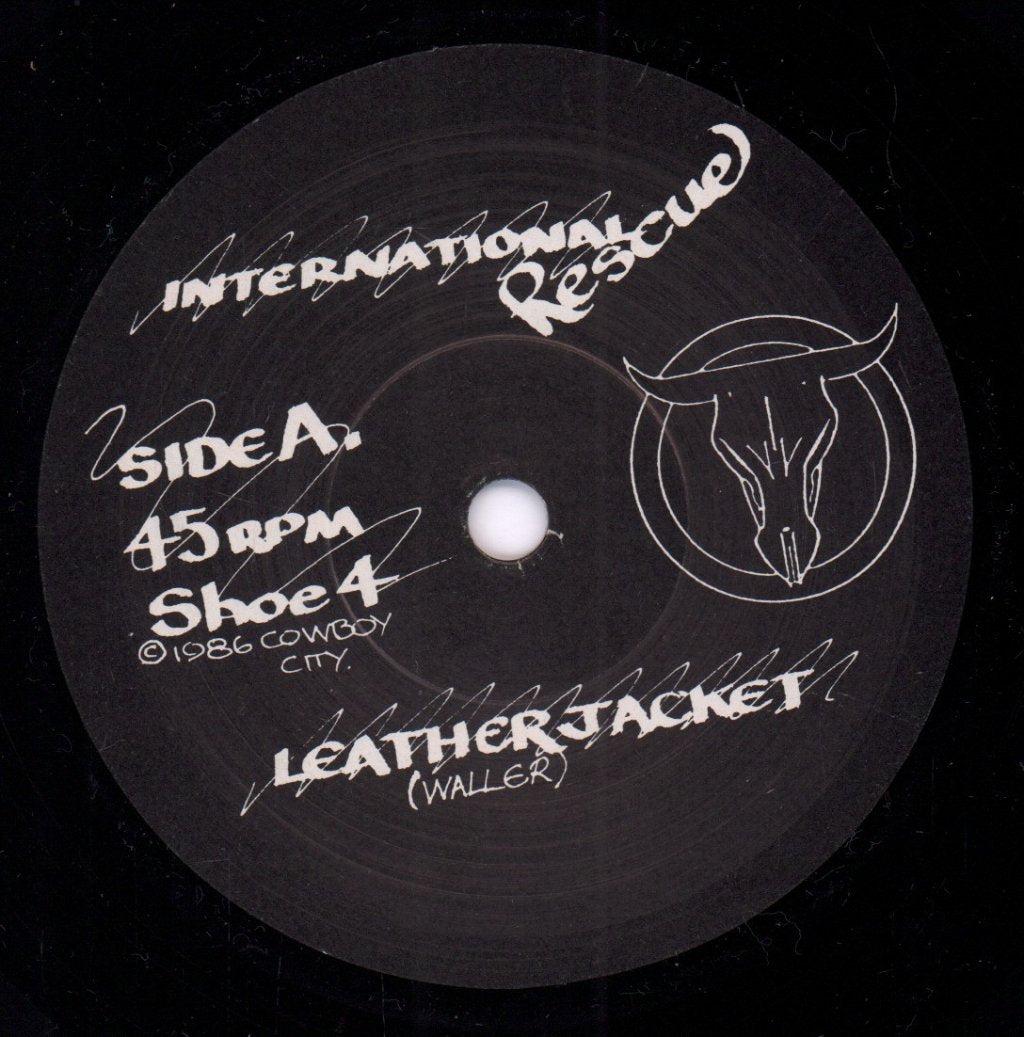 INTERNATIONAL
Rescue
SIDE A.
45 RPM
Shoe 4
© 1986 COWBOY
CITY.
LEATHER JACKET
(WALLER)